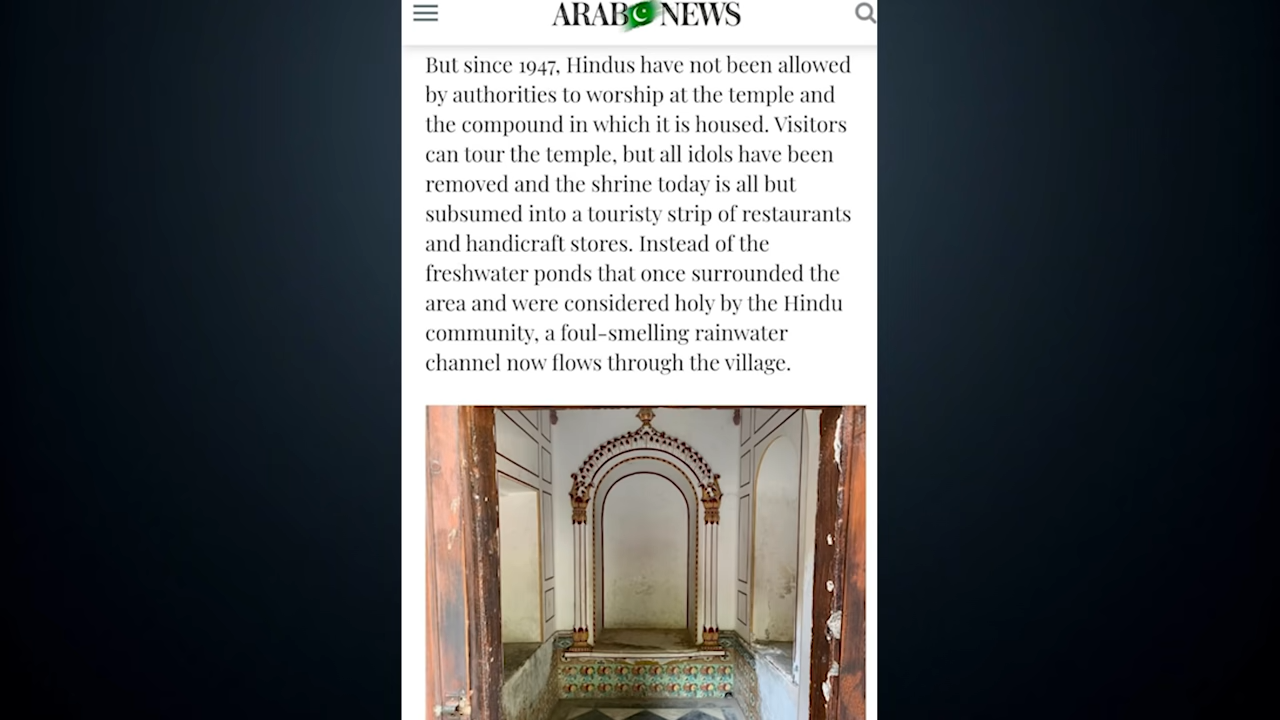 ARAB NEWS
But since 1947, Hindus have not been allowed
by authorities to worship at the temple and
the compound in which it is housed. Visitors
can tour the temple, but all idols have been
removed and the shrine today is all but
subsumed into a touristy strip of restaurants
and handicraft stores. Instead of the
freshwater ponds that once surrounded the
area and were considered holy by the Hindu
community, a foul-smelling rainwater
channel now flows through the village.